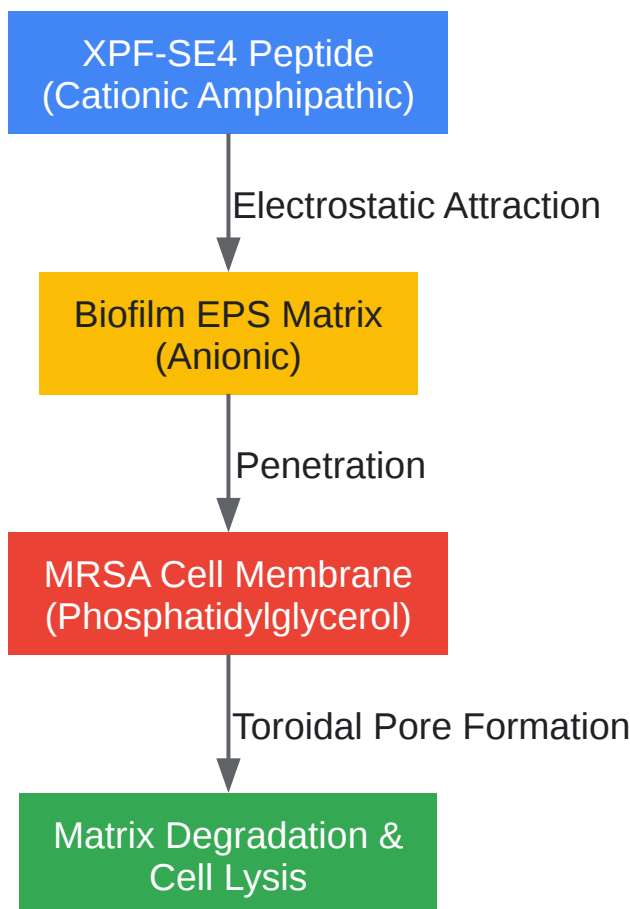 XPF-SE4 Peptide
(Cationic Amphipathic)
Electrostatic Attraction
Biofilm EPS Matrix
(Anionic)
Penetration
MRSA Cell Membrane
(Phosphatidylglycerol)
Toroidal Pore Formation
Matrix Degradation &
Cell Lysis